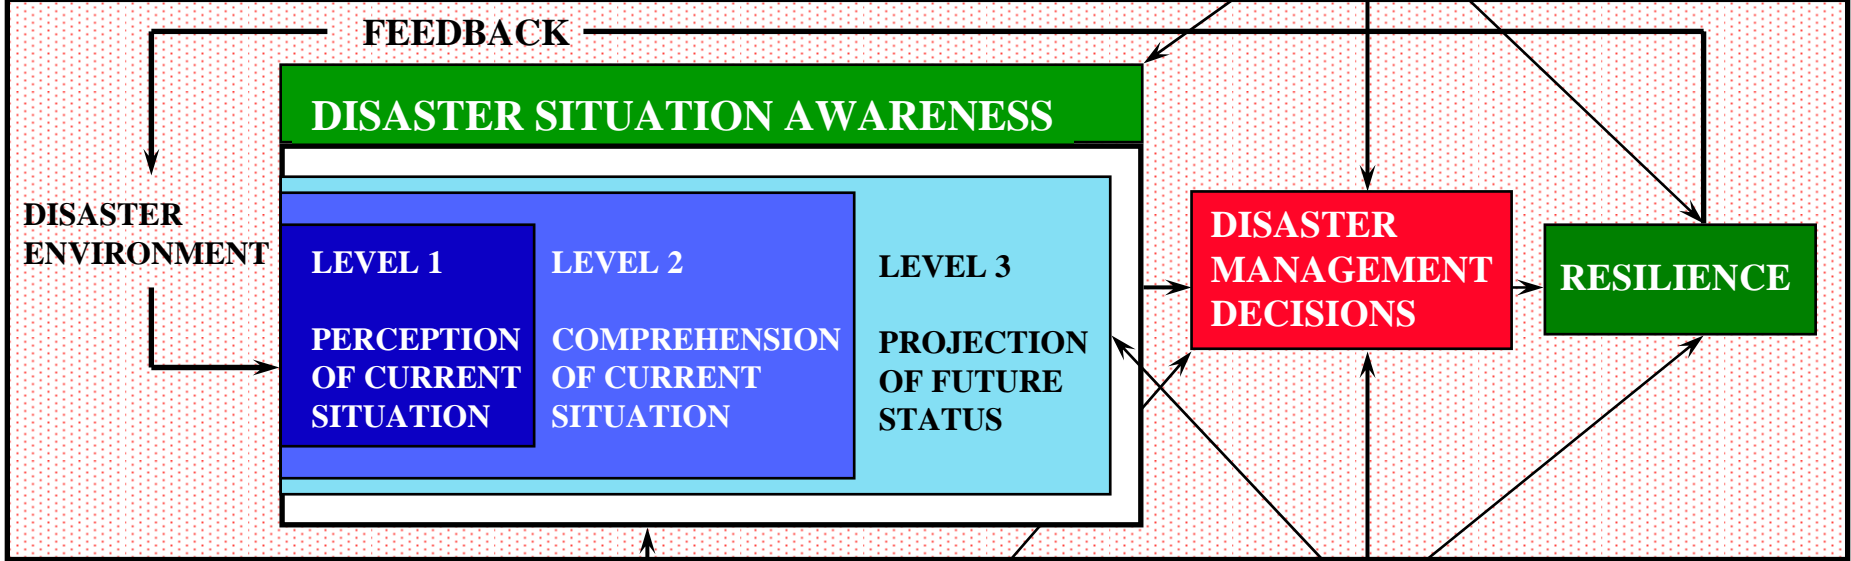 FEEDBACK
DISASTER SITUATION AWARENESS
DISASTER
ENVIRONMENT
LEVEL 1
PERCEPTION
OF CURRENT
SITUATION
LEVEL 2
COMPREHENSION
OF CURRENT
SITUATION
LEVEL 3
PROJECTION
OF FUTURE
STATUS
DISASTER
MANAGEMENT
DECISIONS
RESILIENCE